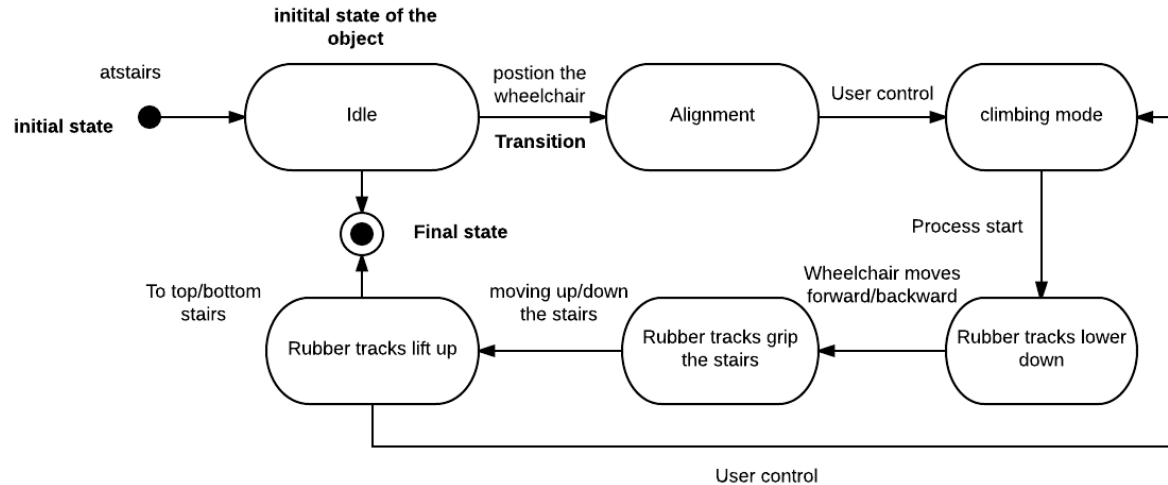 initital state of the
object
atstairs
initial state
Idle
postion the
wheelchair
Transition
Alignment
User control
climbing mode
Final state
Process start
To top/bottom
stairs
moving up/down
the stairs
Wheelchair moves
forward/backward
Rubber tracks lift up
Rubber tracks grip
the stairs
Rubber tracks lower
down
User control